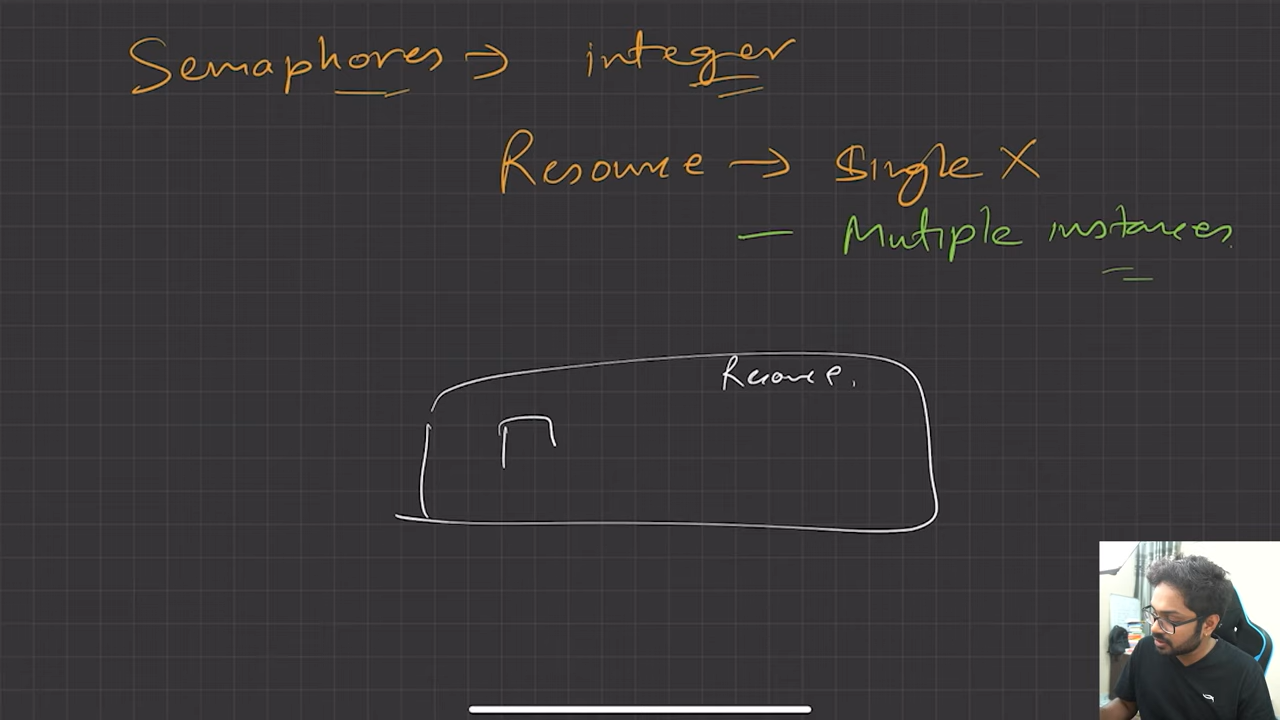 Semaphores → integer
Resource → Single X
— Mutiple instances
Resource.